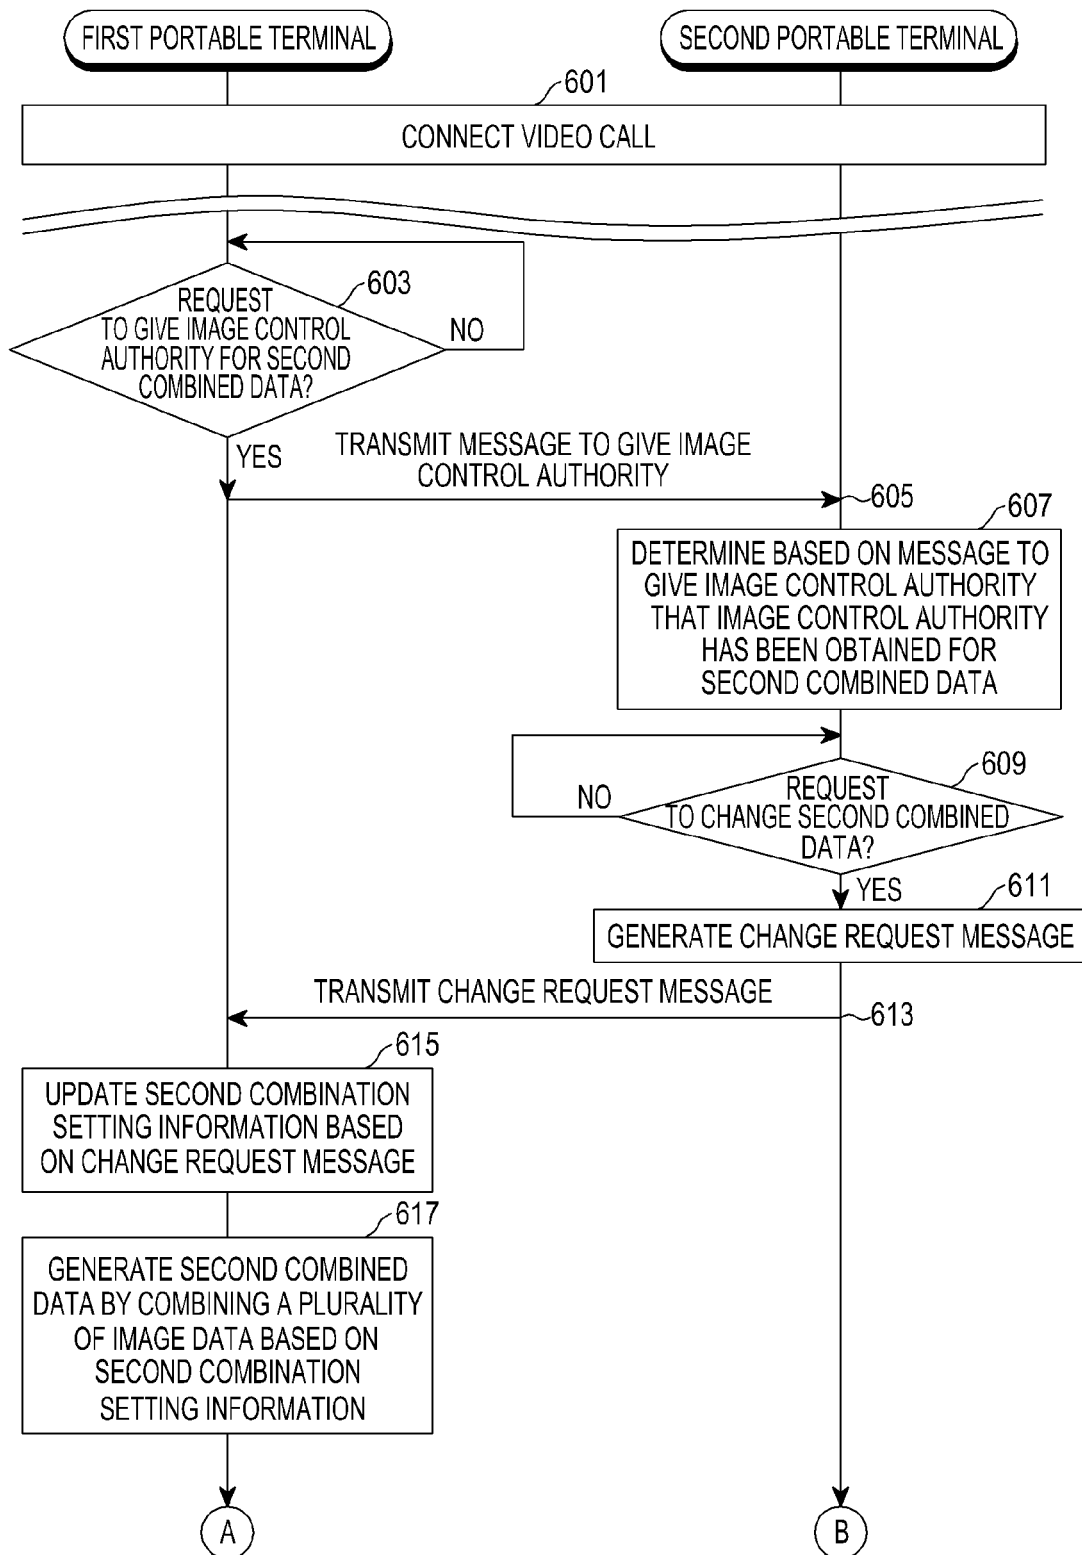 FIRST PORTABLE TERMINAL
SECOND PORTABLE TERMINAL
601
CONNECT VIDEO CALL
603
REQUEST
TO GIVE IMAGE CONTROL
AUTHORITY FOR SECOND
COMBINED DATA?
NO
YES
TRANSMIT MESSAGE TO GIVE IMAGE
CONTROL AUTHORITY
605
607
DETERMINE BASED ON MESSAGE TO
GIVE IMAGE CONTROL AUTHORITY
THAT IMAGE CONTROL AUTHORITY
HAS BEEN OBTAINED FOR
SECOND COMBINED DATA
609
REQUEST
TO CHANGE SECOND COMBINED
DATA?
NO
YES
611
GENERATE CHANGE REQUEST MESSAGE
TRANSMIT CHANGE REQUEST MESSAGE
613
615
UPDATE SECOND COMBINATION
SETTING INFORMATION BASED
ON CHANGE REQUEST MESSAGE
617
GENERATE SECOND COMBINED
DATA BY COMBINING A PLURALITY
OF IMAGE DATA BASED ON
SECOND COMBINATION
SETTING INFORMATION
A
B